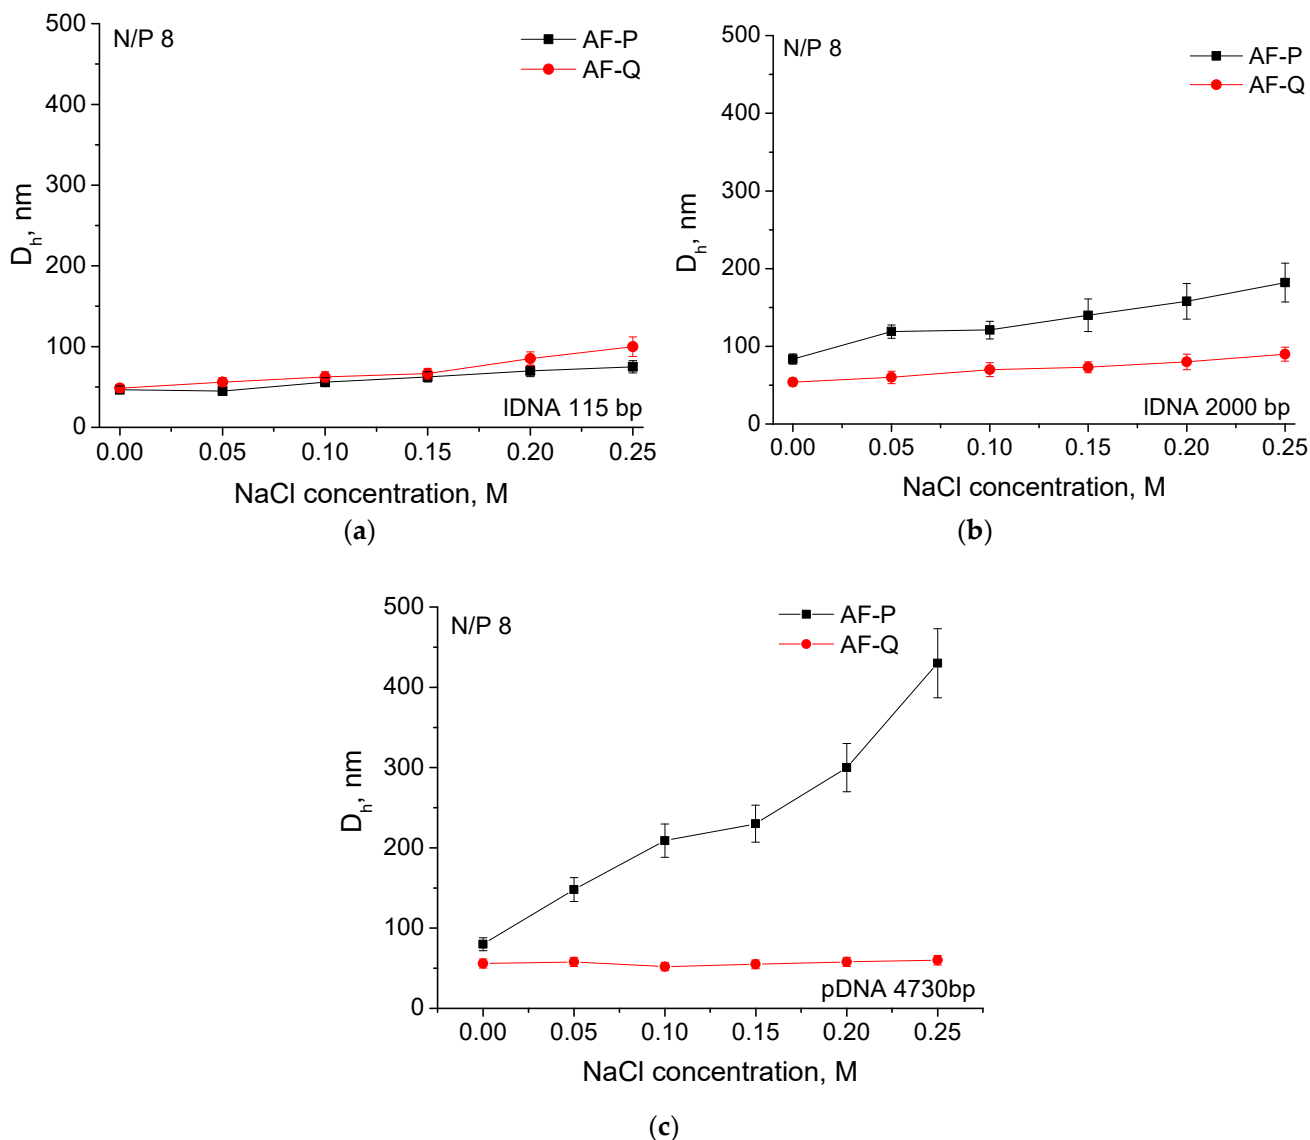 N/P 8
AF-P
AF-Q
500
400
300
200
100
0
D_h, nm
lDNA 115 bp
0.00 0.05 0.10 0.15 0.20 0.25
NaCl concentration, M
(a)
N/P 8
AF-P
AF-Q
500
400
300
200
100
0
D_h, nm
lDNA 2000 bp
0.00 0.05 0.10 0.15 0.20 0.25
NaCl concentration, M
(b)
N/P 8
AF-P
AF-Q
500
400
300
200
100
0
D_h, nm
pDNA 4730bp
0.00 0.05 0.10 0.15 0.20 0.25
NaCl concentration, M
(c)